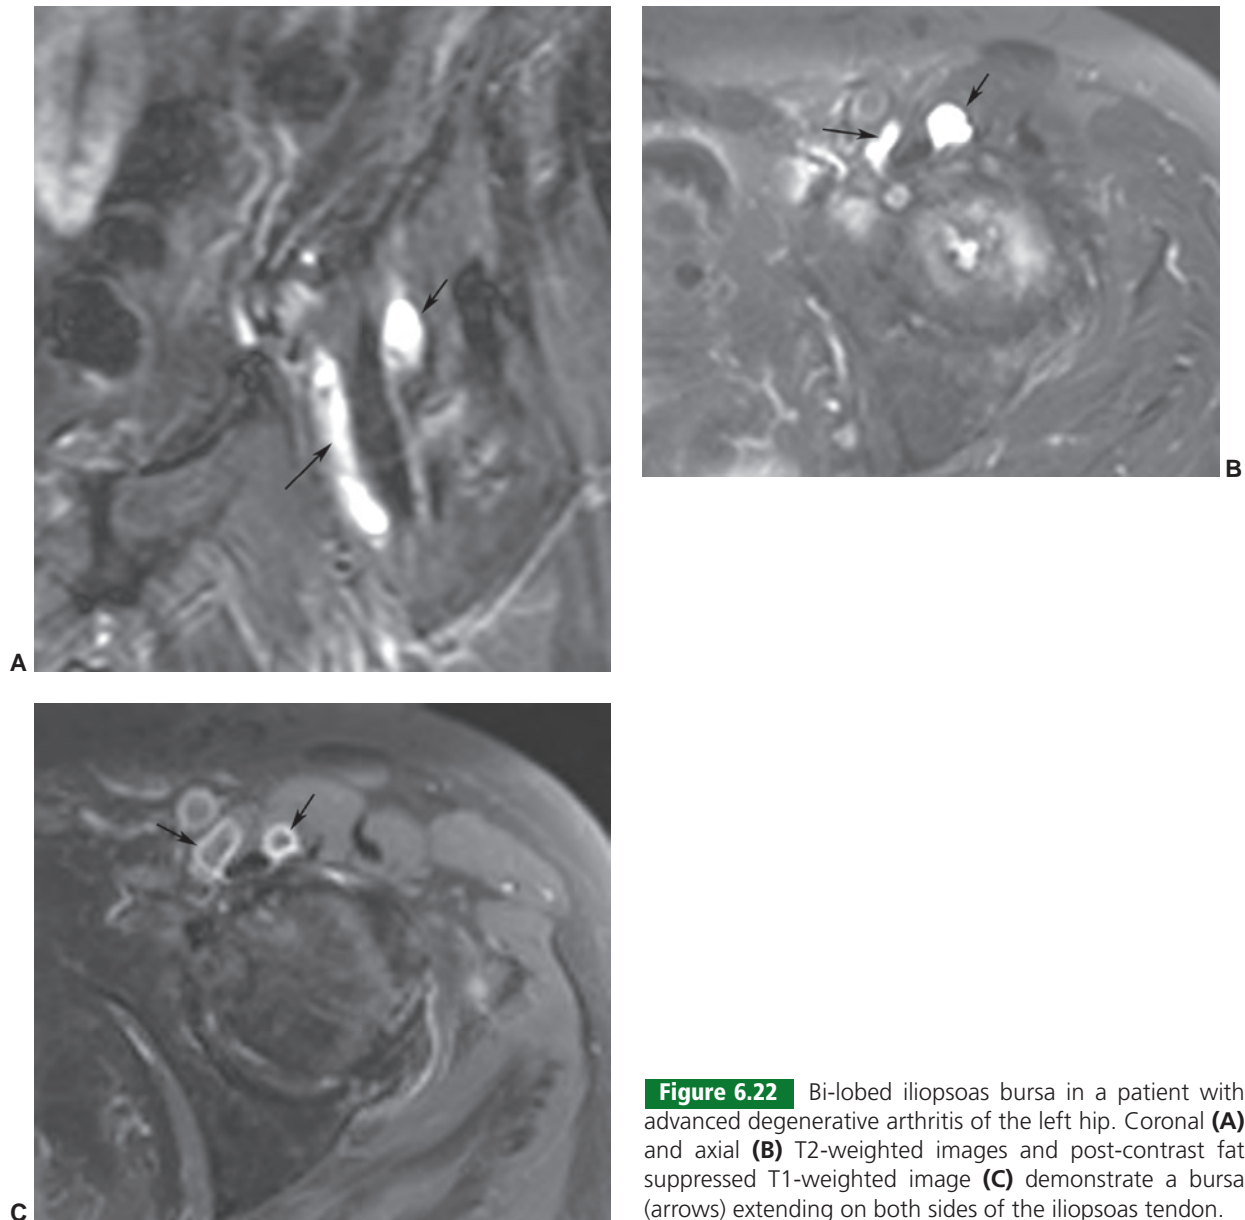 A
B
C
Figure 6.22 Bi-lobed iliopsoas bursa in a patient with
advanced degenerative arthritis of the left hip. Coronal (A)
and axial (B) T2-weighted images and post-contrast fat
suppressed T1-weighted image (C) demonstrate a bursa
(arrows) extending on both sides of the iliopsoas tendon.